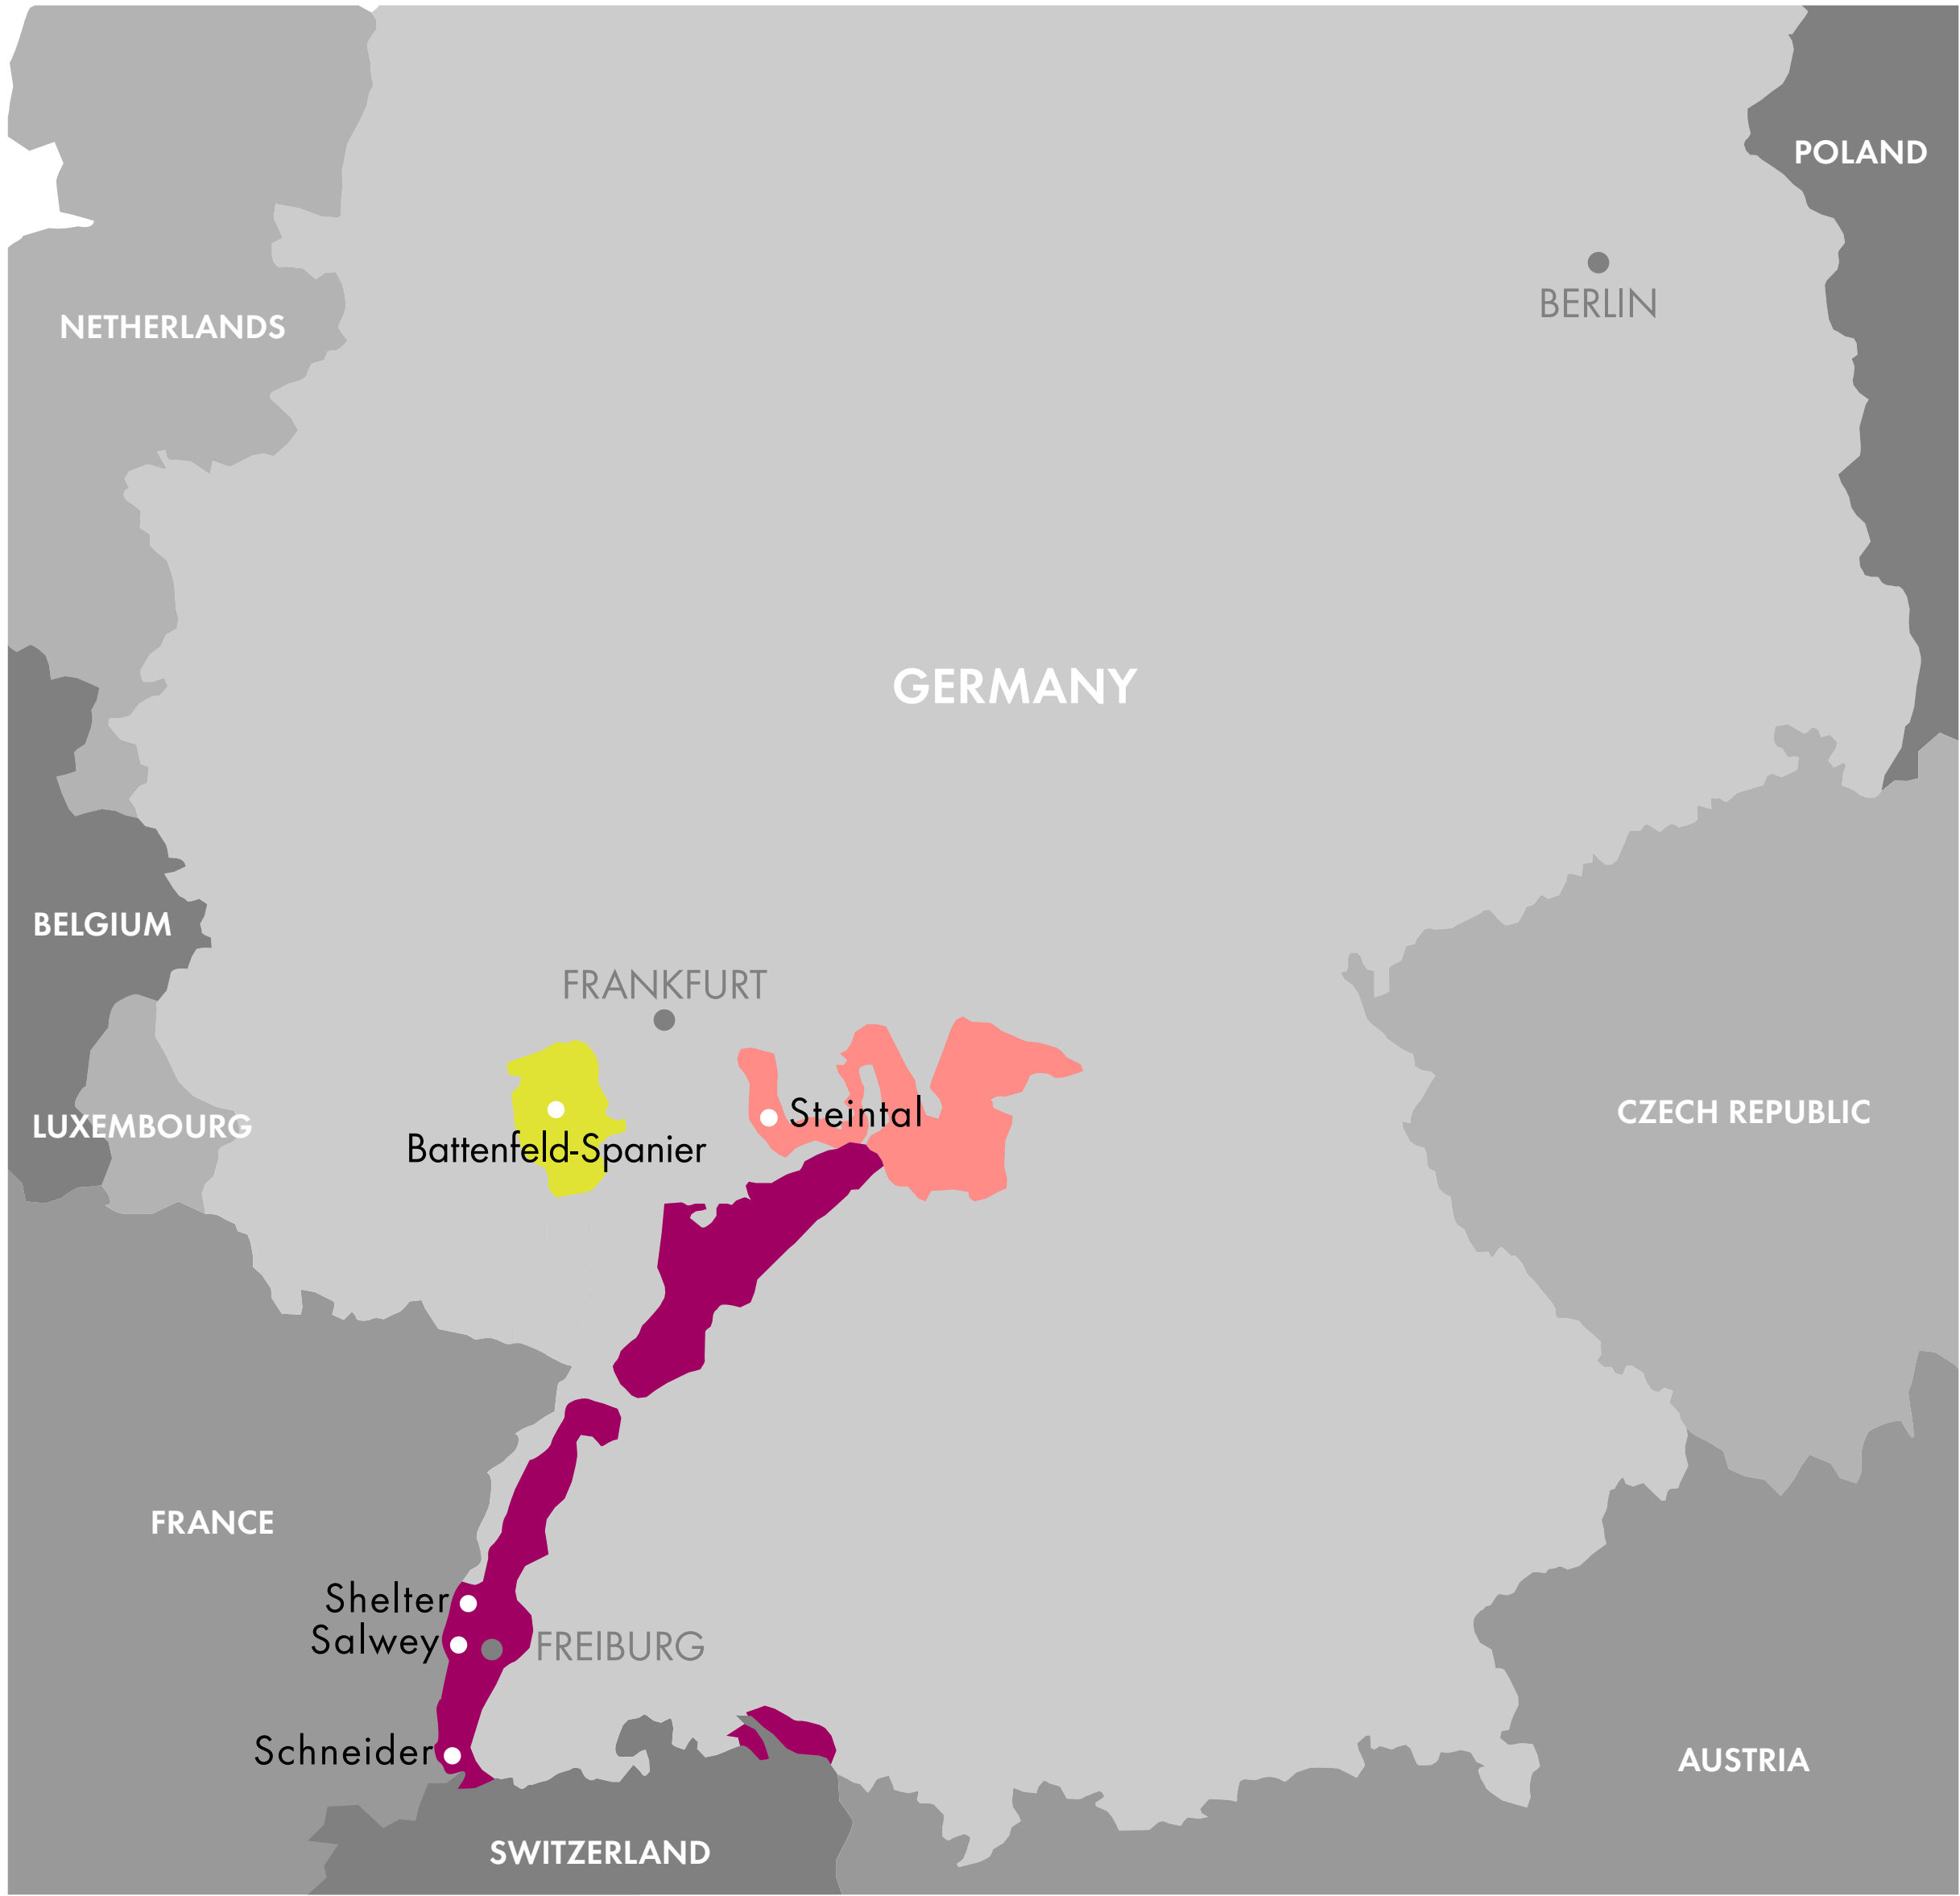 POLAND
BERLIN
NETHERLANDS
GERMANY
BELGIUM
FRANKFURT
LUXEMBOURG
Steintal
CZECH REPUBLIC
Battenfeld-Spanier
FRANCE
Shelter
Salwey
FREIBURG
Schneider
AUSTRIA
SWITZERLAND